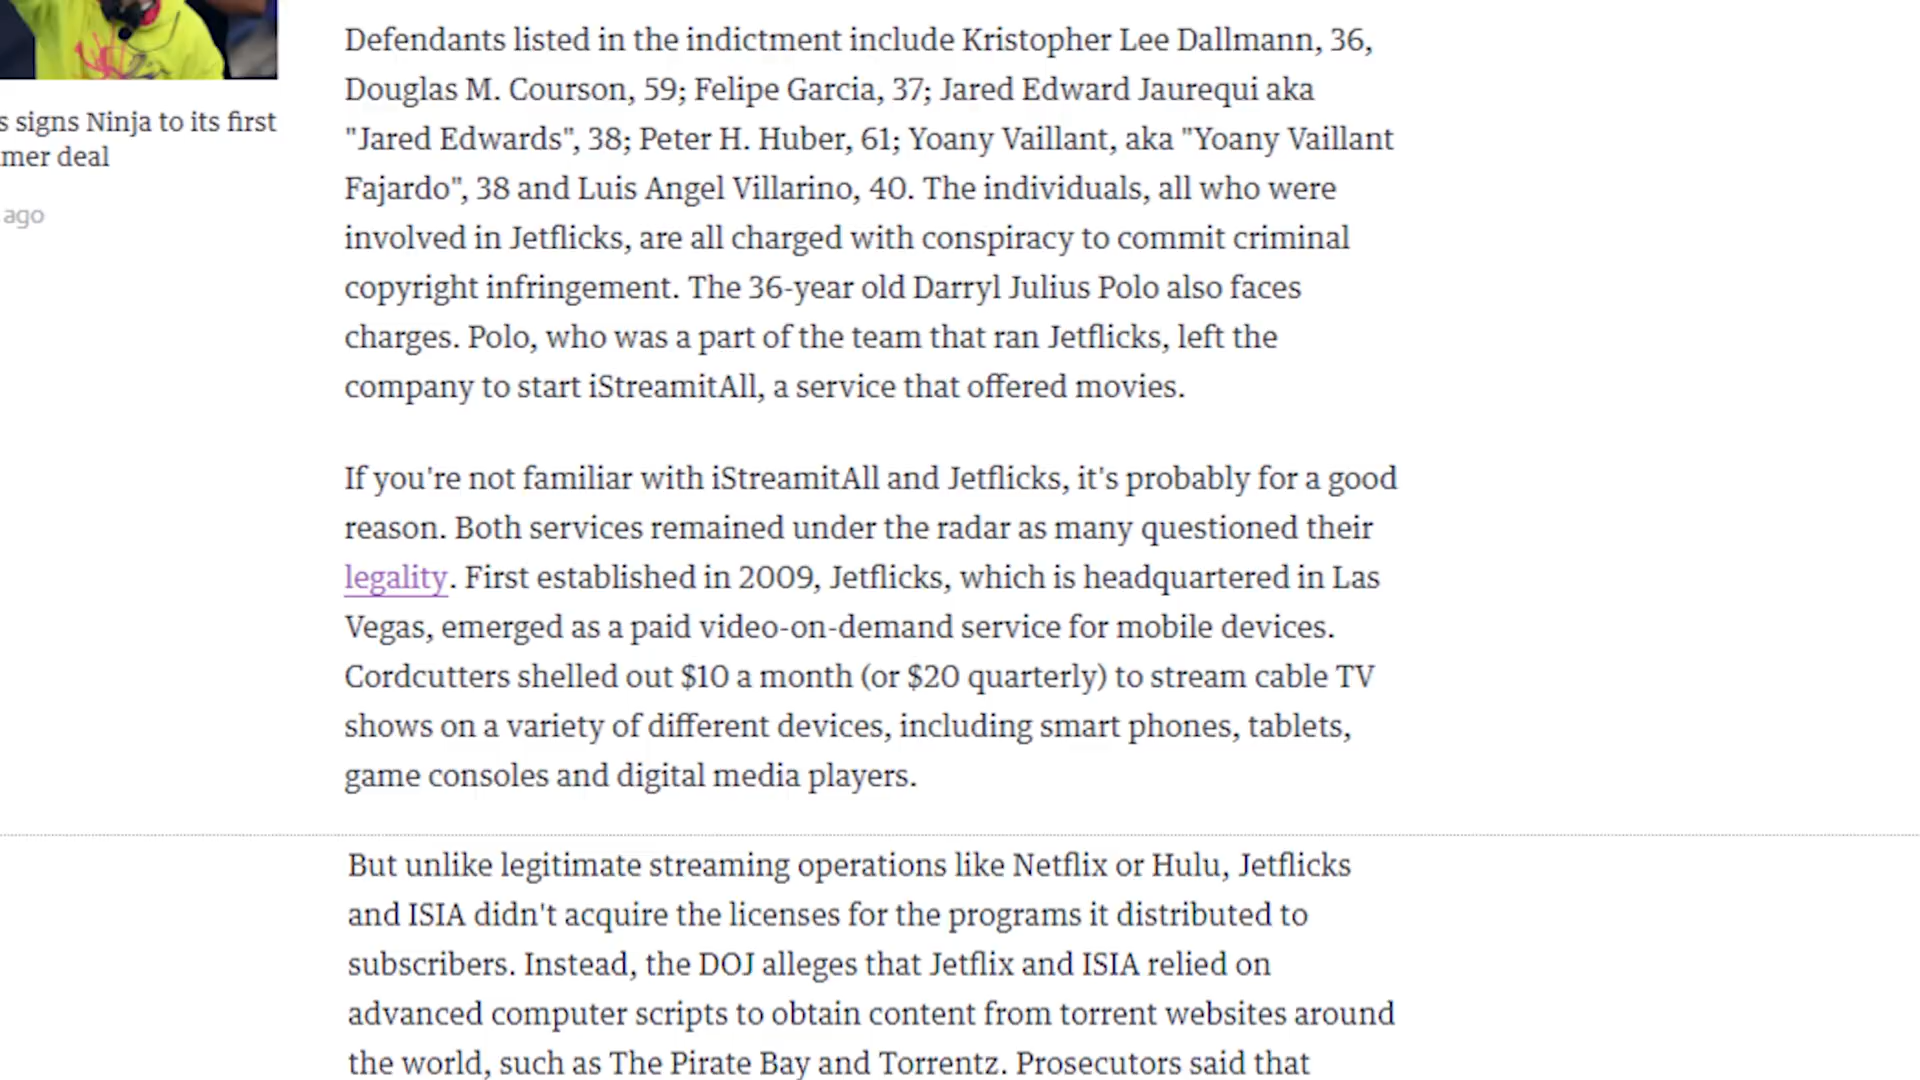 s signs Ninja to its first
mer deal
ago
Defendants listed in the indictment include Kristopher Lee Dallmann, 36,
Douglas M. Courson, 59; Felipe Garcia, 37; Jared Edward Jaurequi aka
"Jared Edwards", 38; Peter H. Huber, 61; Yoany Vaillant, aka "Yoany Vaillant
Fajardo", 38 and Luis Angel Villarino, 40. The individuals, all who were
involved in Jetflicks, are all charged with conspiracy to commit criminal
copyright infringement. The 36-year old Darryl Julius Polo also faces
charges. Polo, who was a part of the team that ran Jetflicks, left the
company to start iStreamitAll, a service that offered movies.
If you're not familiar with iStreamitAll and Jetflicks, it's probably for a good
reason. Both services remained under the radar as many questioned their
legality. First established in 2009, Jetflicks, which is headquartered in Las
Vegas, emerged as a paid video-on-demand service for mobile devices.
Cordcutters shelled out $10 a month (or $20 quarterly) to stream cable TV
shows on a variety of different devices, including smart phones, tablets,
game consoles and digital media players.
But unlike legitimate streaming operations like Netflix or Hulu, Jetflicks
and ISIA didn't acquire the licenses for the programs it distributed to
subscribers. Instead, the DOJ alleges that Jetflix and ISIA relied on
advanced computer scripts to obtain content from torrent websites around
the world, such as The Pirate Bay and Torrentz. Prosecutors said that